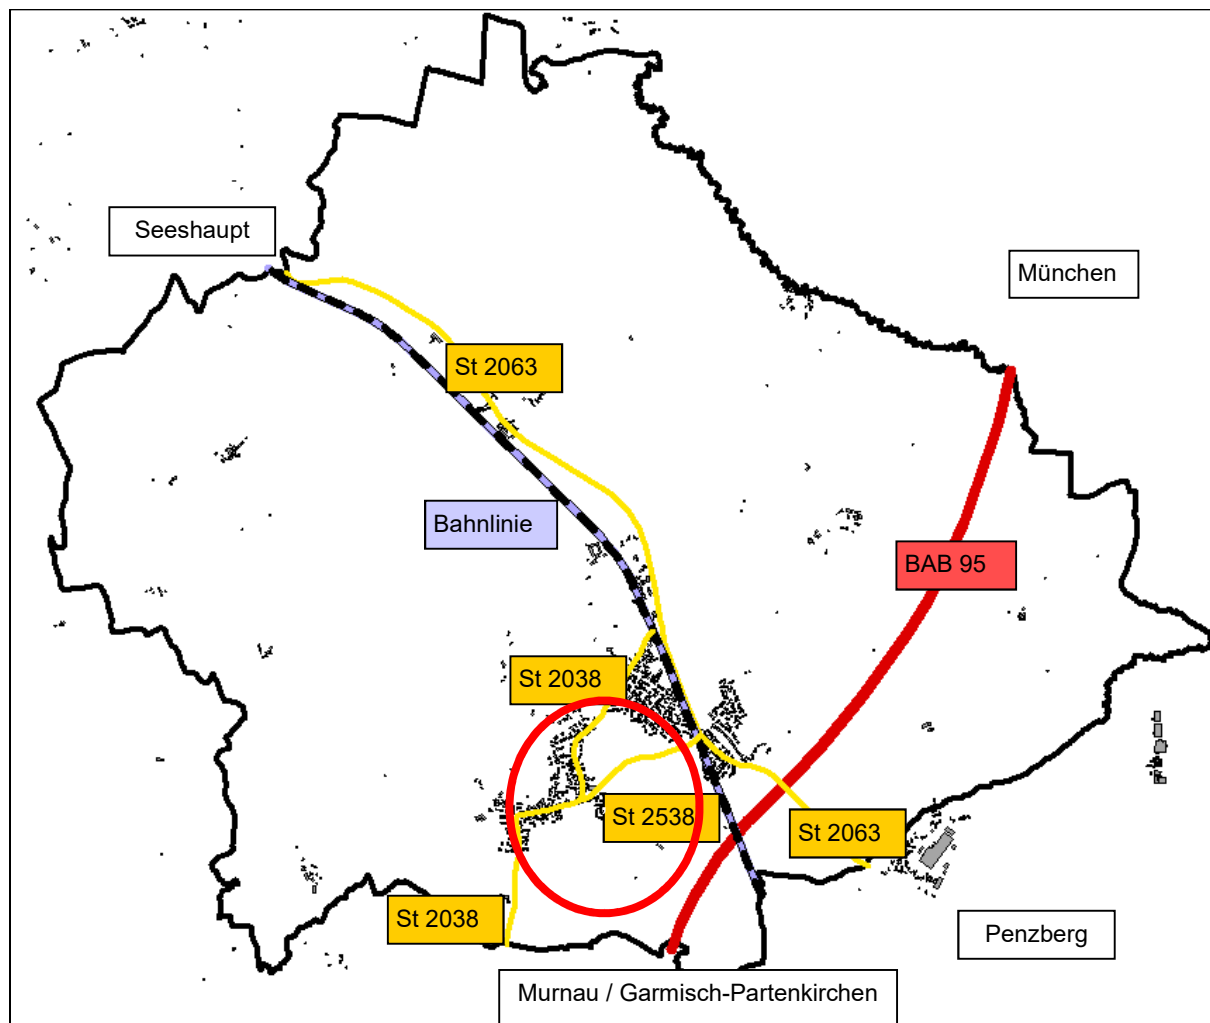 Seeshaupt
München
St 2063
Bahnlinie
BAB 95
St 2038
St 2538
St 2063
St 2038
Penzberg
Murnau / Garmisch-Partenkirchen